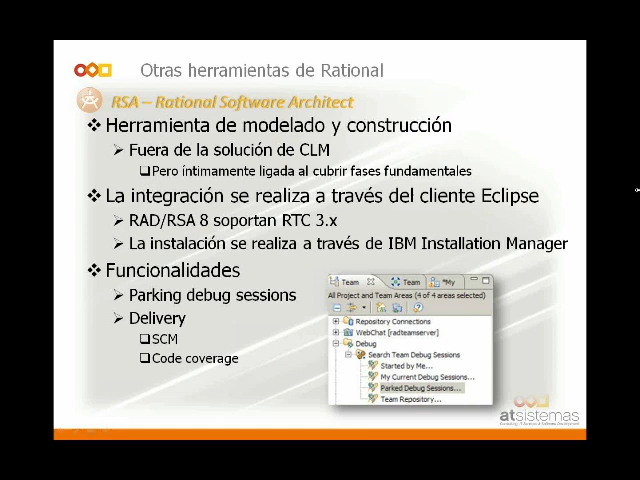 Otras herramientas de Rational
RSA – Rational Software Architect
Herramienta de modelado y construcción
Fuera de la solución de CLM
Pero íntimamente ligada al cubrir fases fundamentales
La integración se realiza a través del cliente Eclipse
RAD/RSA 8 soportan RTC 3.x
La instalación se realiza a través de IBM Installation Manager
Funcionalidades
Parking debug sessions
Delivery
SCM
Code coverage
Team Team *My
All Project and Team Areas (4 of 4 areas selected)
Repository Connections
WebChat [radteamserver]
Debug
Search Team Debug Sessions
Started by Me...
My Current Debug Sessions...
Parked Debug Sessions...
Team Repository...
atsistemas